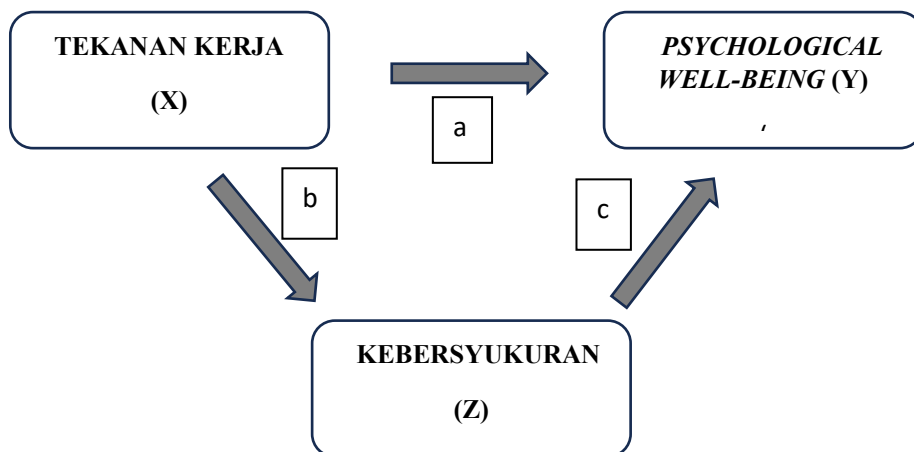 TEKANAN KERJA
(X)
PSYCHOLOGICAL
WELL-BEING (Y)
,
a
b
c
KEBERSYUKURAN
(Z)